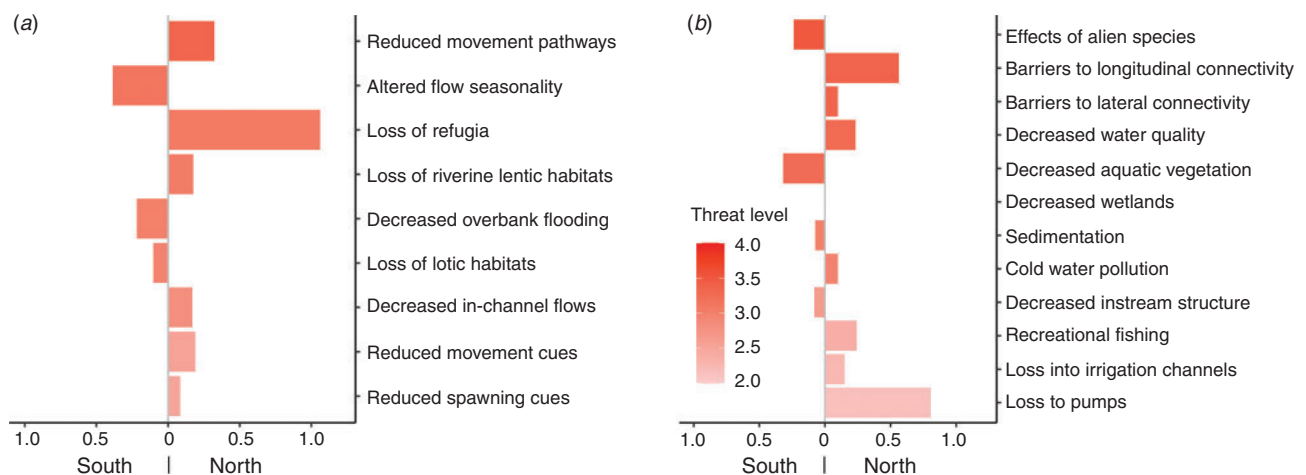 (a)
Reduced movement pathways
Altered flow seasonality
Loss of refugia
Loss of riverine lentic habitats
Decreased overbank flooding
Loss of lotic habitats
Decreased in-channel flows
Reduced movement cues
Reduced spawning cues
1.0 0.5 0 0.5 1.0
South | North
(b)
Effects of alien species
Barriers to longitudinal connectivity
Barriers to lateral connectivity
Decreased water quality
Decreased aquatic vegetation
Decreased wetlands
Sedimentation
Cold water pollution
Decreased instream structure
Recreational fishing
Loss into irrigation channels
Loss to pumps
Threat level
4.0
3.5
3.0
2.5
2.0
1.0 0.5 0 0.5 1.0
South | North